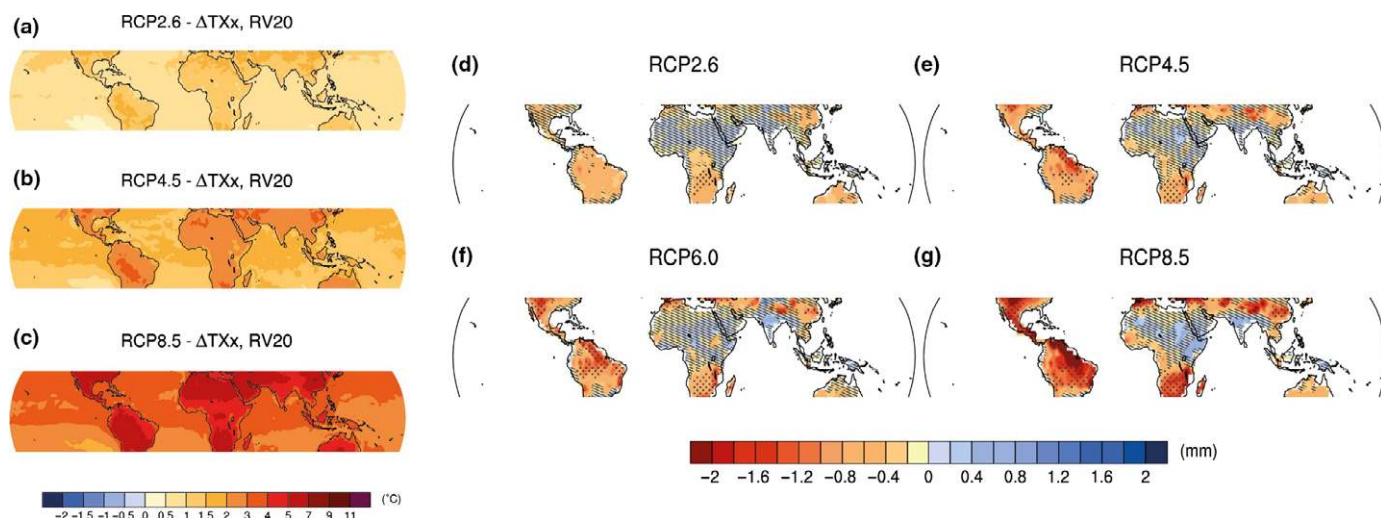 (a)
RCP2.6 - ΔTXx, RV20
(b)
RCP4.5 - ΔTXx, RV20
(c)
RCP8.5 - ΔTXx, RV20
−2 −1.5 −1 −0.5 0 0.5 1 1.5 2 3 4 5 7 9 11 (°C)
(d)
RCP2.6
(e)
RCP4.5
(f)
RCP6.0
(g)
RCP8.5
(mm)
−2 −1.6 −1.2 −0.8 −0.4 0 0.4 0.8 1.2 1.6 2